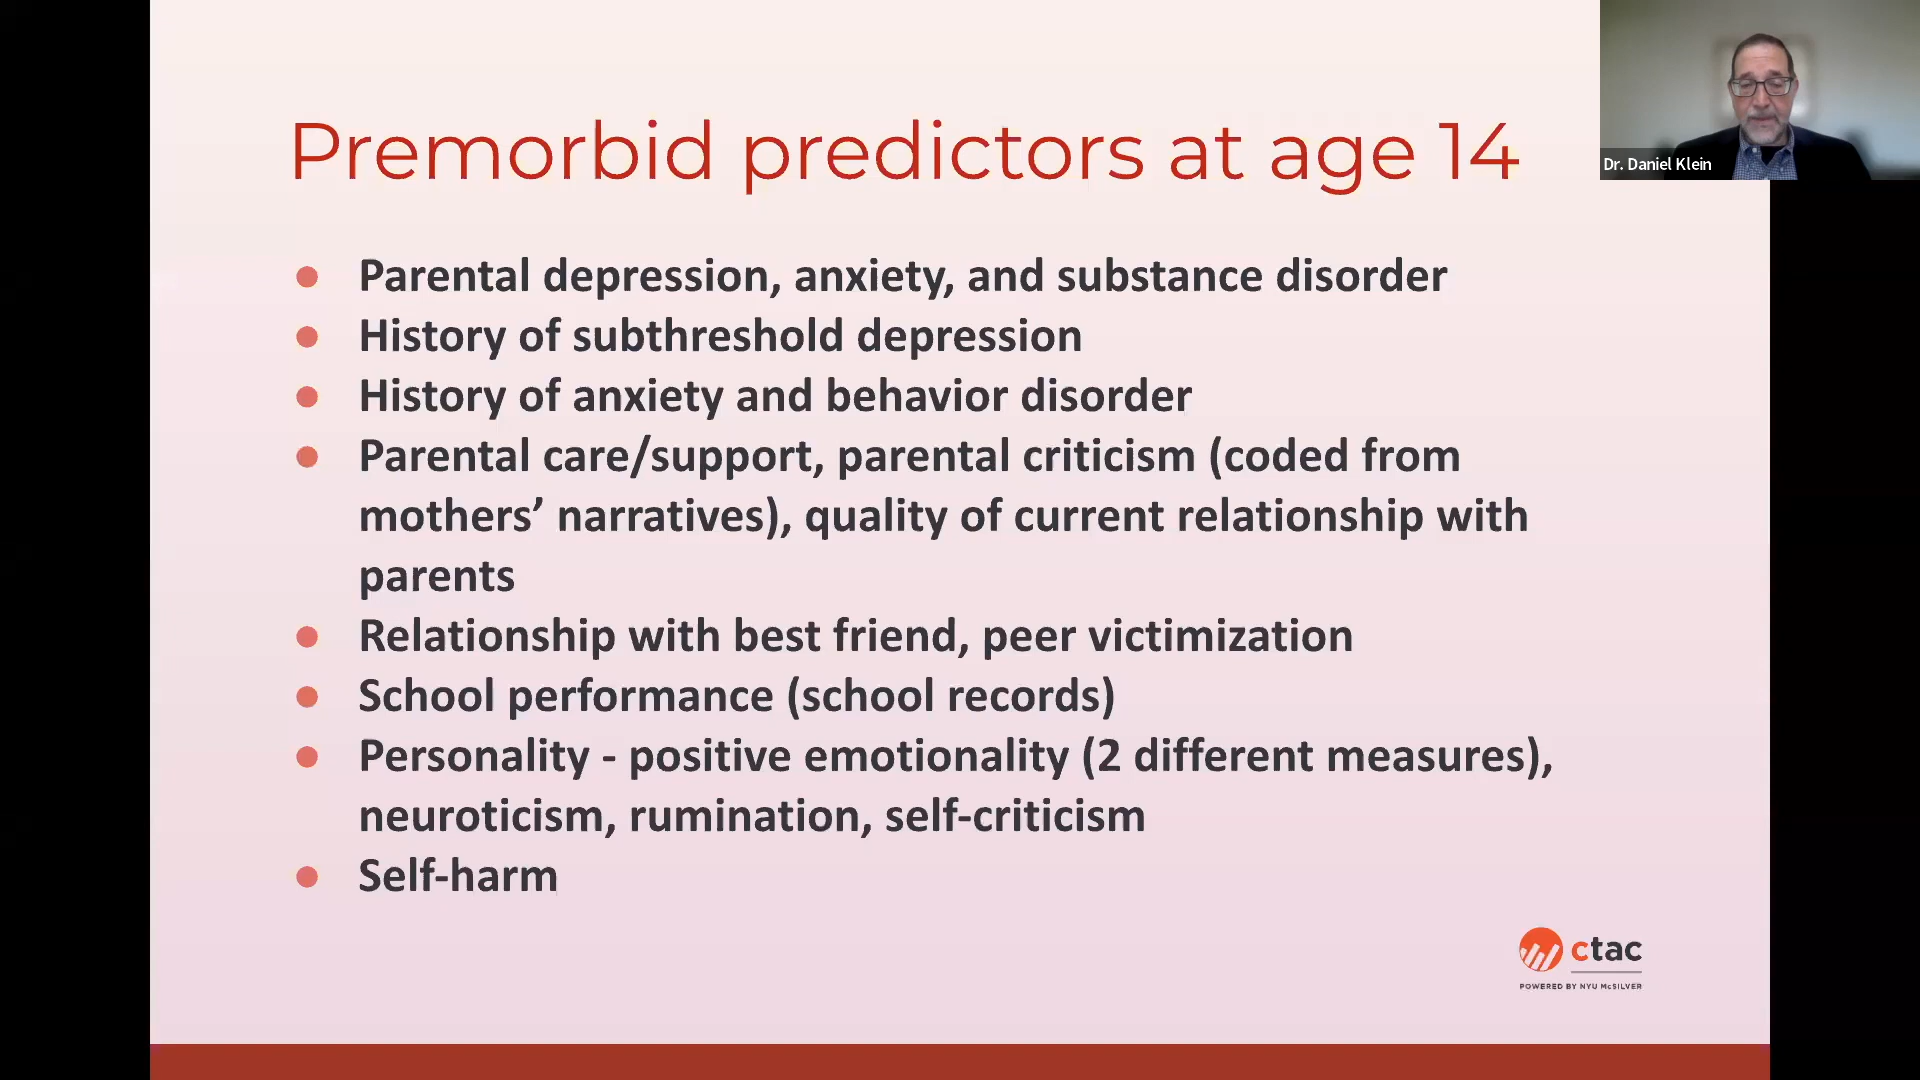 Premorbid predictors at age 14
Dr. Daniel Klein
● Parental depression, anxiety, and substance disorder
● History of subthreshold depression
● History of anxiety and behavior disorder
● Parental care/support, parental criticism (coded from
mothers’ narratives), quality of current relationship with
parents
● Relationship with best friend, peer victimization
● School performance (school records)
● Personality - positive emotionality (2 different measures),
neuroticism, rumination, self-criticism
● Self-harm
ctac
POWERED BY NYU McSILVER